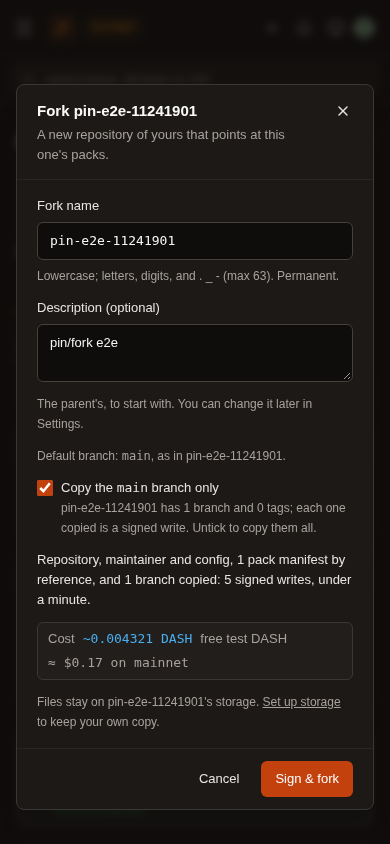 Fork pin-e2e-11241901
A new repository of yours that points at this
one's packs.
Fork name
pin-e2e-11241901
Lowercase; letters, digits, and . _ - (max 63). Permanent.
Description (optional)
pin/fork e2e
The parent's, to start with. You can change it later in
Settings.
Default branch: main, as in pin-e2e-11241901.
Copy the main branch only
pin-e2e-11241901 has 1 branch and 0 tags; each one
copied is a signed write. Untick to copy them all.
Repository, maintainer and config, 1 pack manifest by
reference, and 1 branch copied: 5 signed writes, under
a minute.
Cost ~0.004321 DASH free test DASH
≈ $0.17 on mainnet
Files stay on pin-e2e-11241901's storage. Set up storage
to keep your own copy.
Cancel Sign & fork